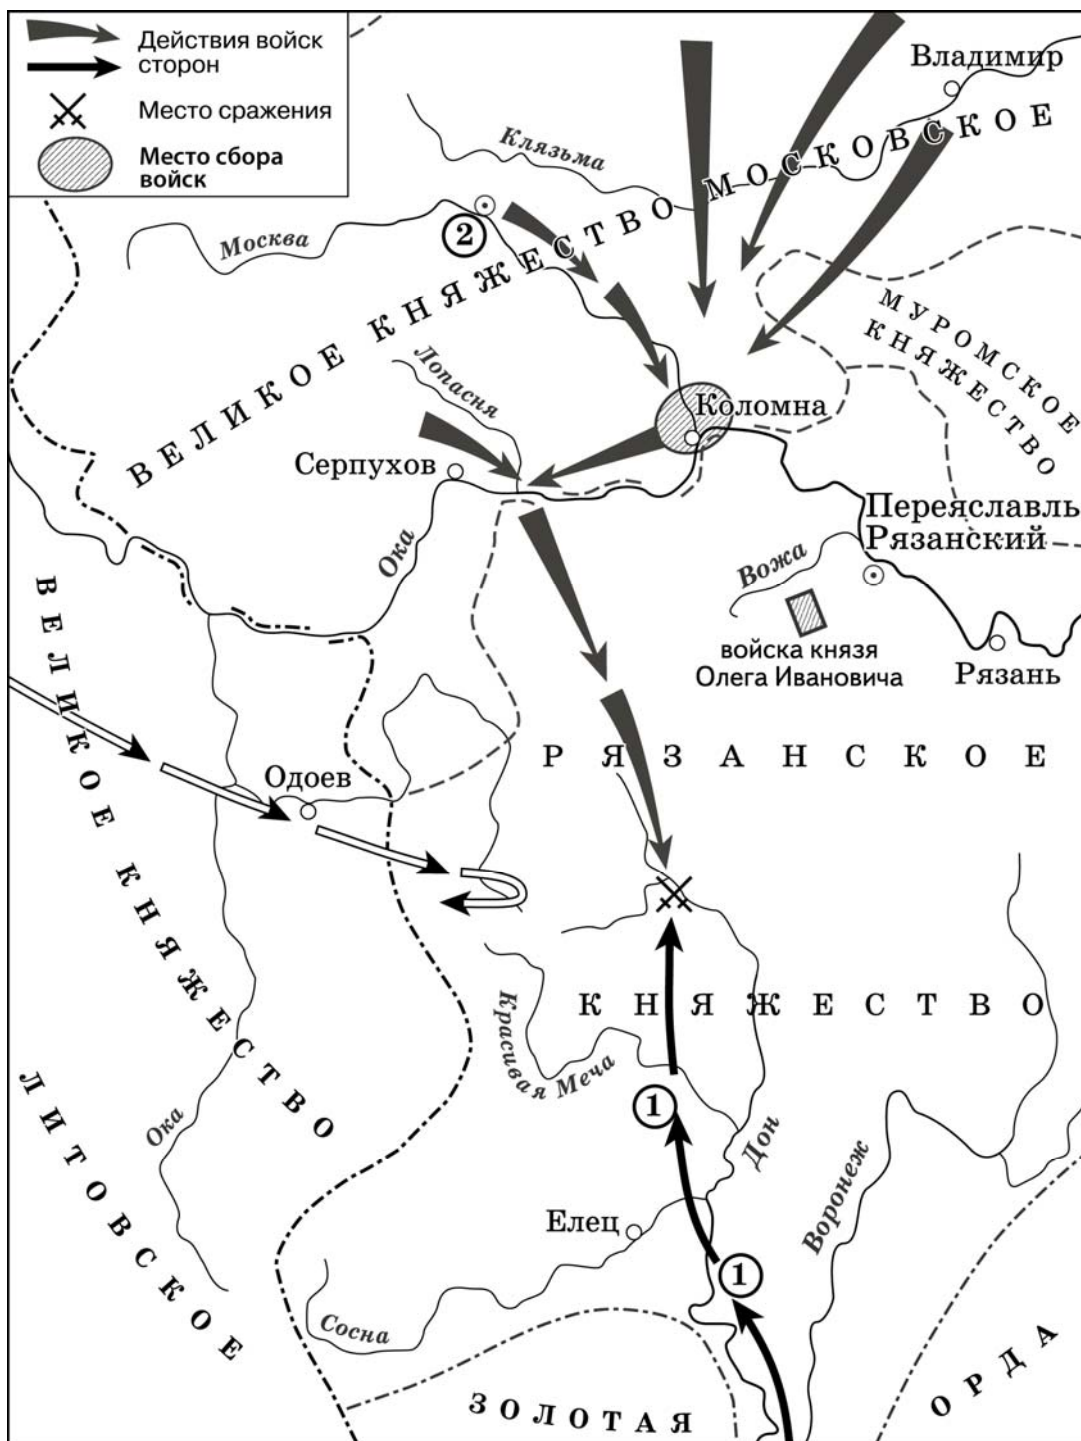 Действия войск
сторон
Место сражения
Место сбора
войск
Владимир
Клязьма
МОСКОВСКОЕ
Москва
2
ВЕЛИКОЕ КНЯЖЕСТВО
МУРОМСКОЕ
КНЯЖЕСТВО
Лопасня
Коломна
Серпухов
Переяславль
Рязанский
Ока
Вожа
войска князя
Олега Ивановича
Рязань
ВЕЛИКОЕ КНЯЖЕСТВО
РЯЗАНСКОЕ
Одоев
КНЯЖЕСТВО
Красивая Меча
1
ЛИТОВСКОЕ
Ока
Дон
Воронеж
Елец
1
Сосна
ЗОЛОТАЯ
ОРДА